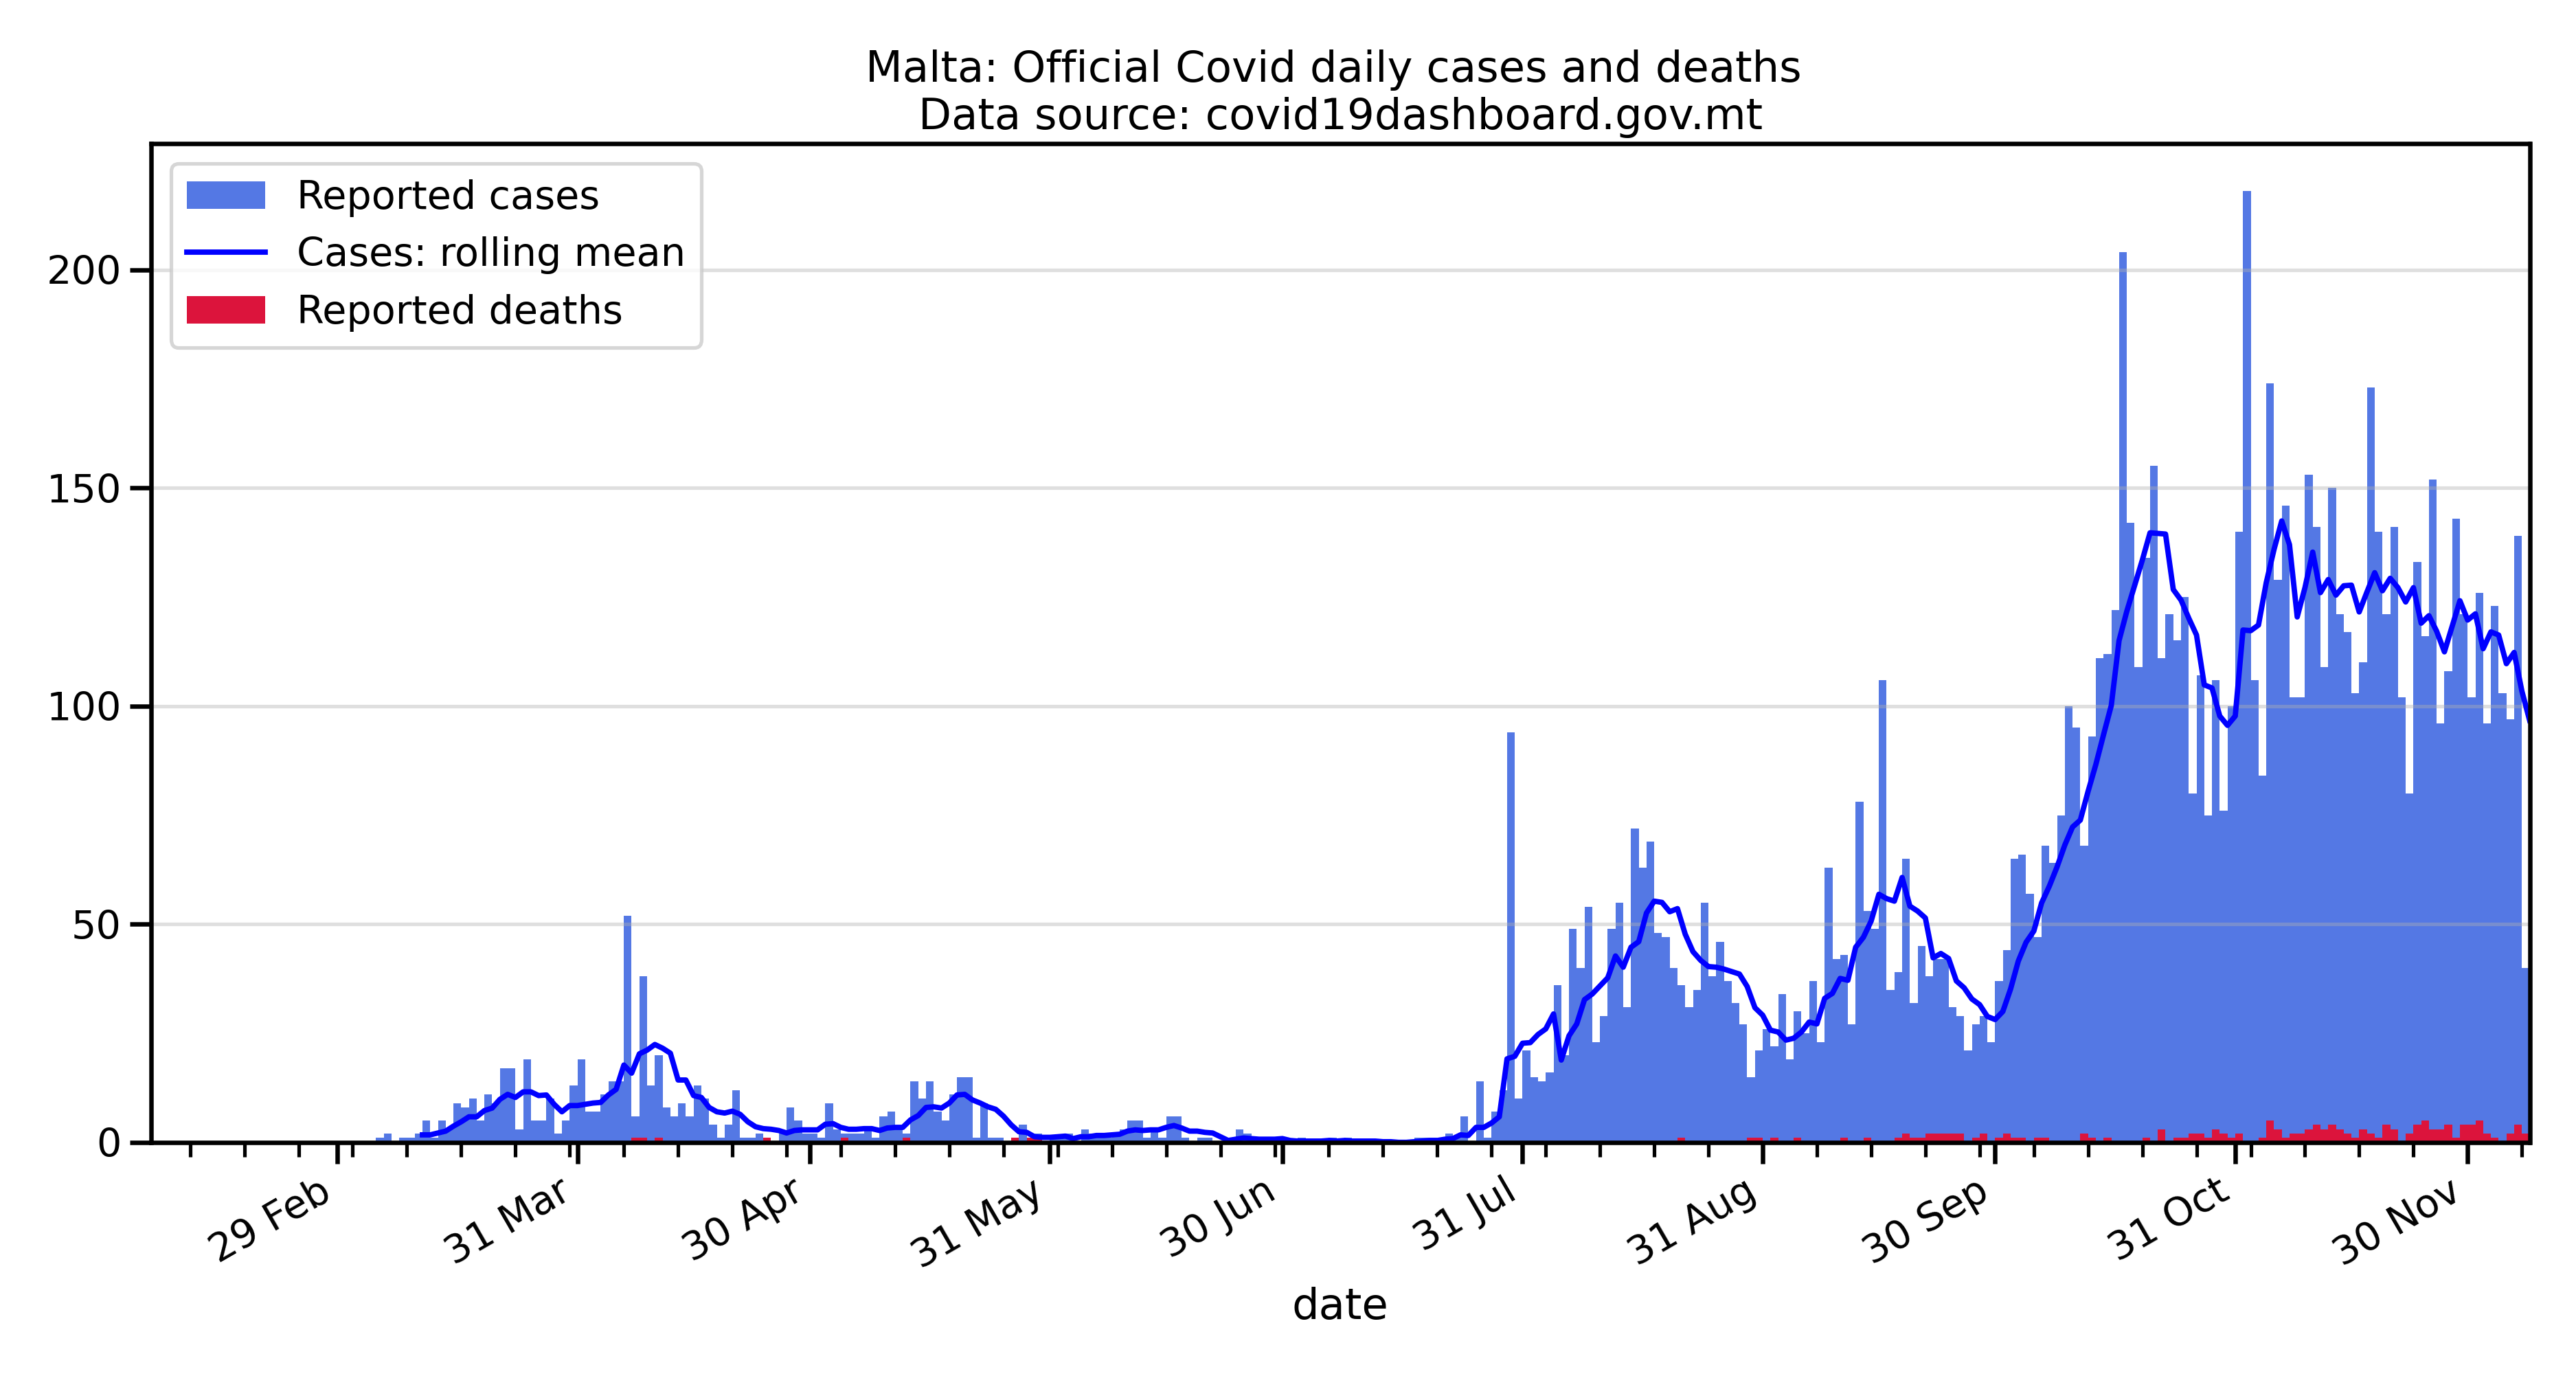 Malta: Official Covid daily cases and deaths
Data source: covid19dashboard.gov.mt
Reported cases
Cases: rolling mean
Reported deaths
200
150
100
50
0
29 Feb
31 Mar
30 Apr
31 May
30 Jun
31 Jul
31 Aug
30 Sep
31 Oct
30 Nov
date